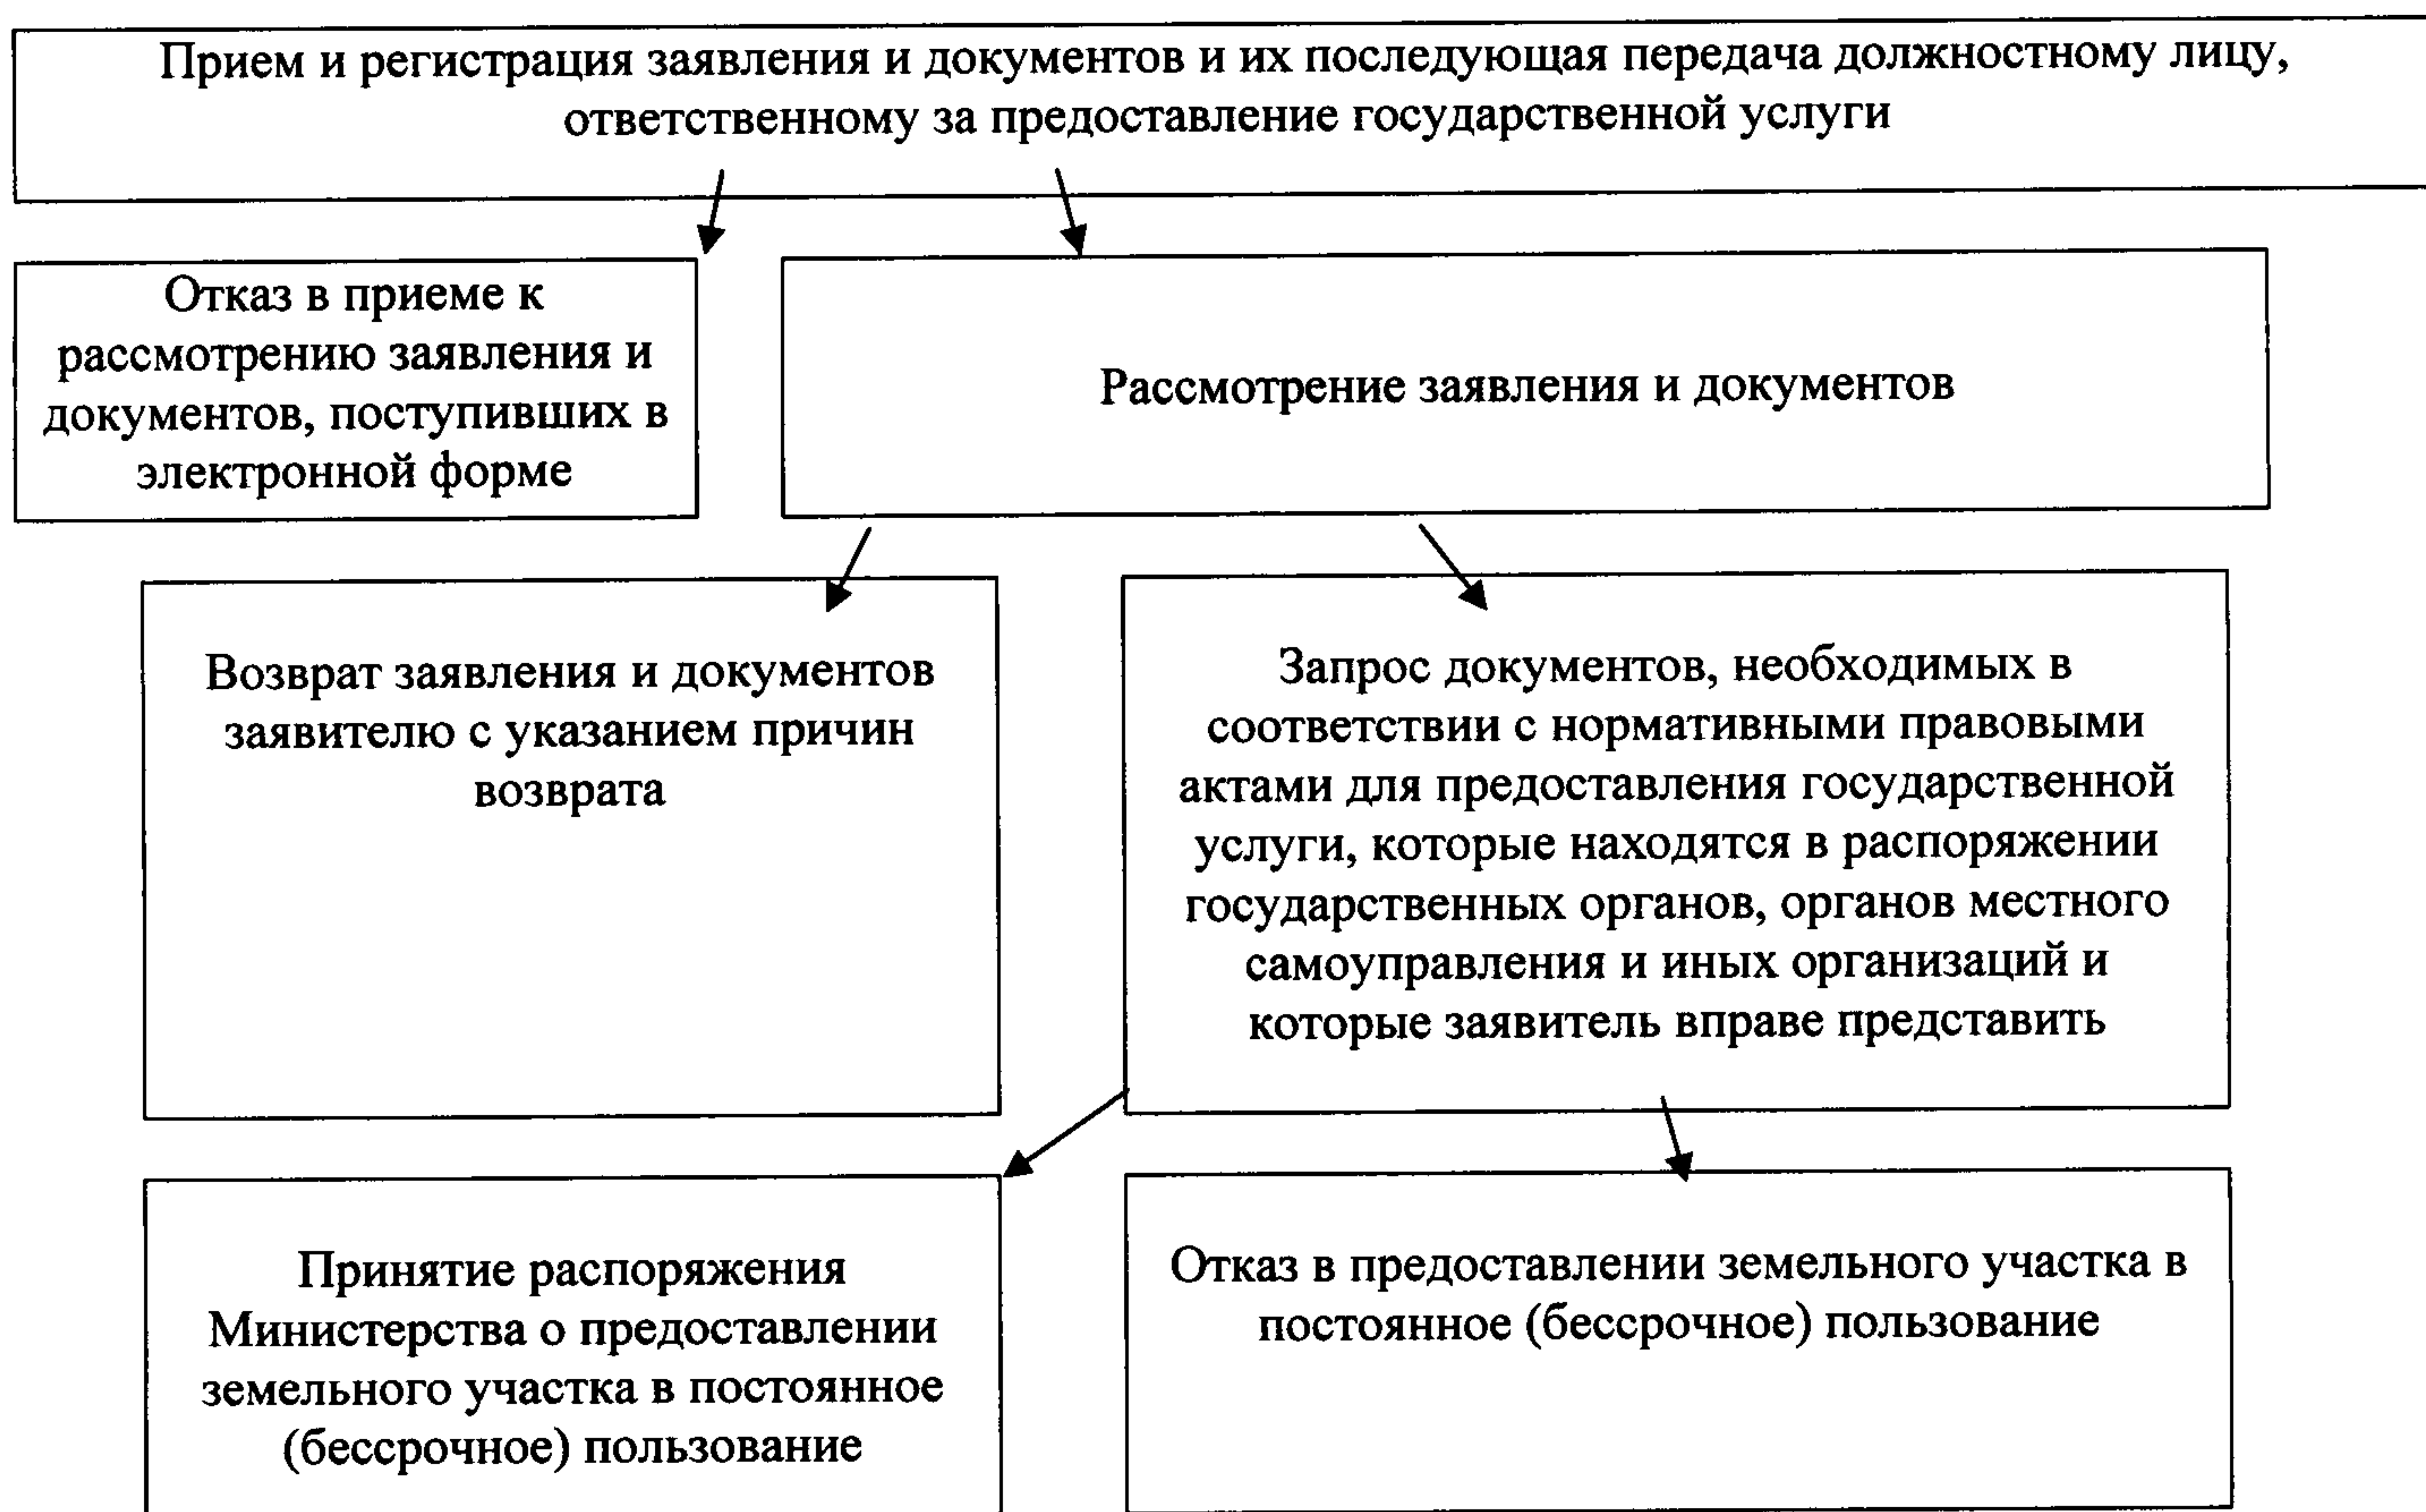 Прием и регистрация заявления и документов и их последующая передача должностному лицу,
ответственному за предоставление государственной услуги
Отказ в приеме к
рассмотрению заявления и
документов, поступивших в
электронной форме
Рассмотрение заявления и документов
Возврат заявления и документов
заявителю с указанием причин
возврата
Запрос документов, необходимых в
соответствии с нормативными правовыми
актами для предоставления государственной
услуги, которые находятся в распоряжении
государственных органов, органов местного
самоуправления и иных организаций и
которые заявитель вправе представить
Принятие распоряжения
Министерства о предоставлении
земельного участка в постоянное
(бессрочное) пользование
Отказ в предоставлении земельного участка в
постоянное (бессрочное) пользование